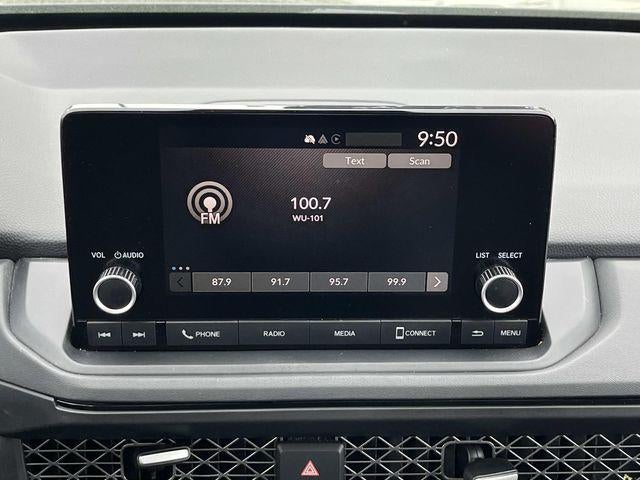 9:50
Text Scan
FM
100.7
WU-101
VOL AUDIO
LIST SELECT
87.9 91.7 95.7 99.9
PHONE RADIO MEDIA CONNECT MENU